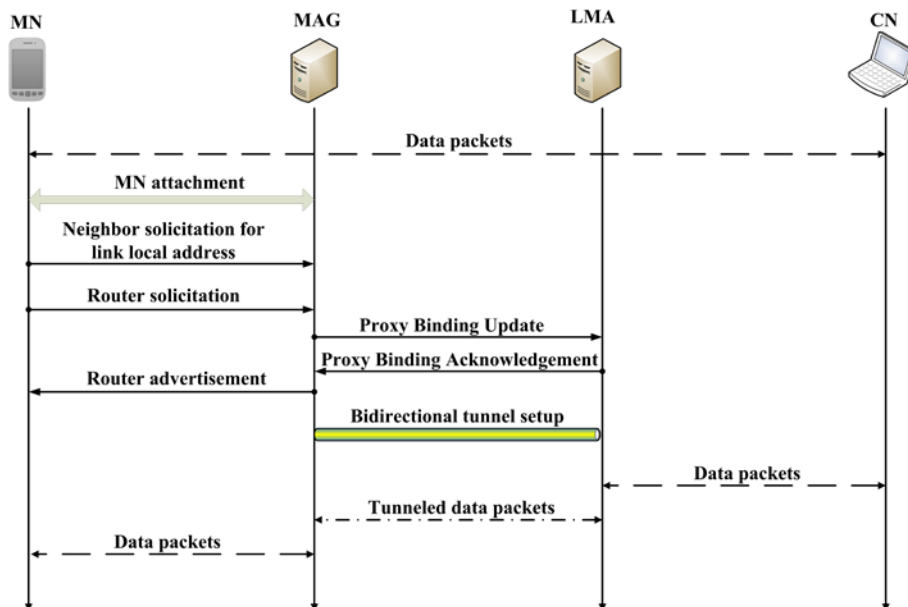 MN
MAG
LMA
CN
Data packets
MN attachment
Neighbor solicitation for
link local address
Router solicitation
Proxy Binding Update
Proxy Binding Acknowledgement
Router advertisement
Bidirectional tunnel setup
Data packets
Tunneled data packets
Data packets